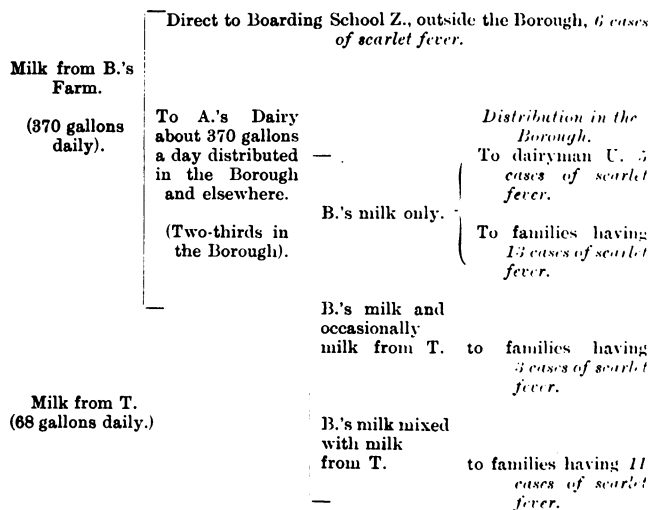 Direct to Boarding School Z., outside the Borough, 6 cases
of scarlet fever.
Milk from B.'s
Farm.
(370 gallons
daily).
To A.'s Dairy
about 370 gallons
a day distributed
in the Borough
and elsewhere.
(Two-thirds in
the Borough).
B.'s milk only.
Distribution in the
Borough.
To dairyman U. 5
cases of scarlet
fever.
To families having
13 cases of scarlet
fever.
B.'s milk and
occasionally
milk from T.
to families having
cases of scarlet
fever.
Milk from T.
(68 gallons daily.)
B.'s milk mixed
with milk
from T.
to families having 11
cases of scarlet
fever.